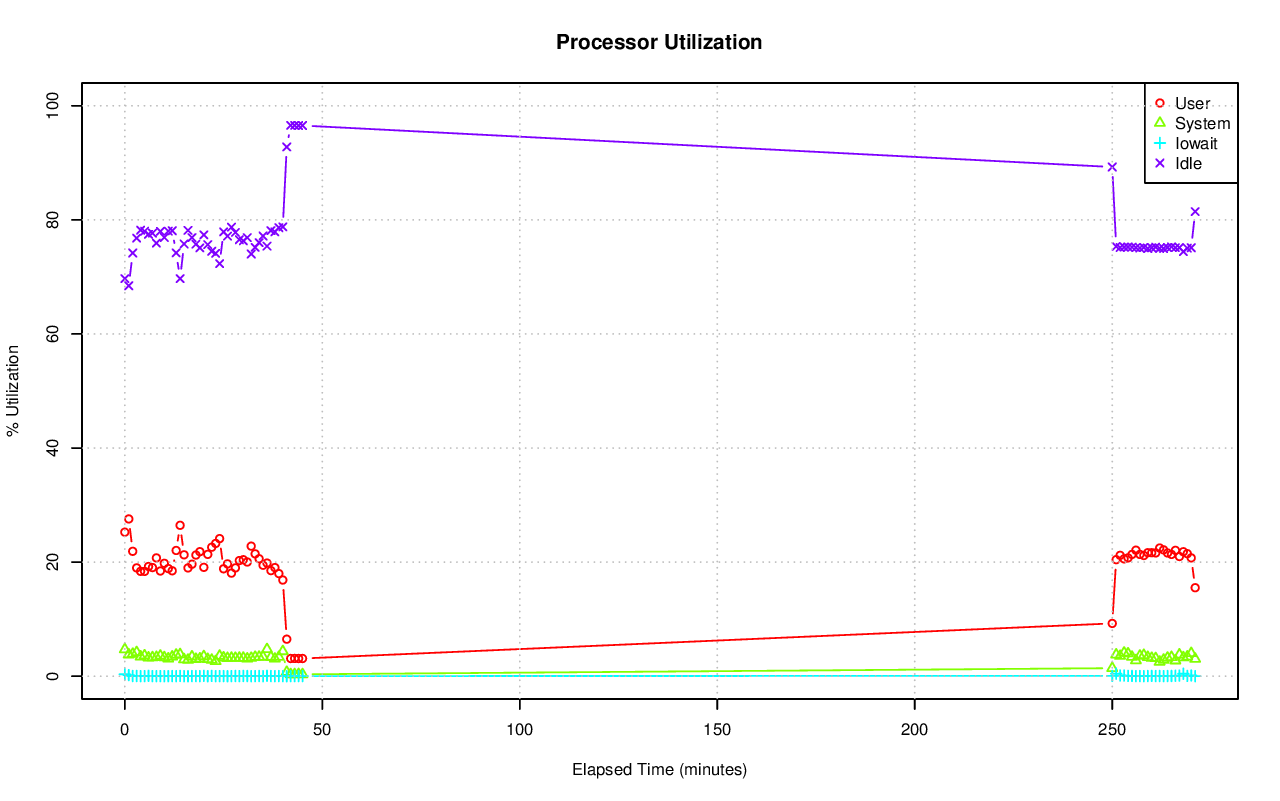 Processor Utilization
User
System
Iowait
Idle
% Utilization
100
80
60
40
20
0
0 50 100 150 200 250
Elapsed Time (minutes)